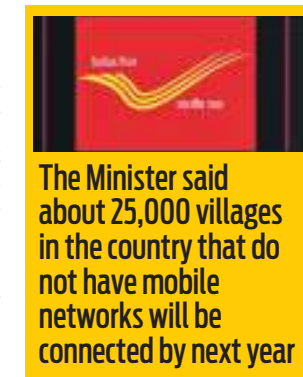 The Minister said
about 25,000 villages
in the country that do
not have mobile
networks will be
connected by next year